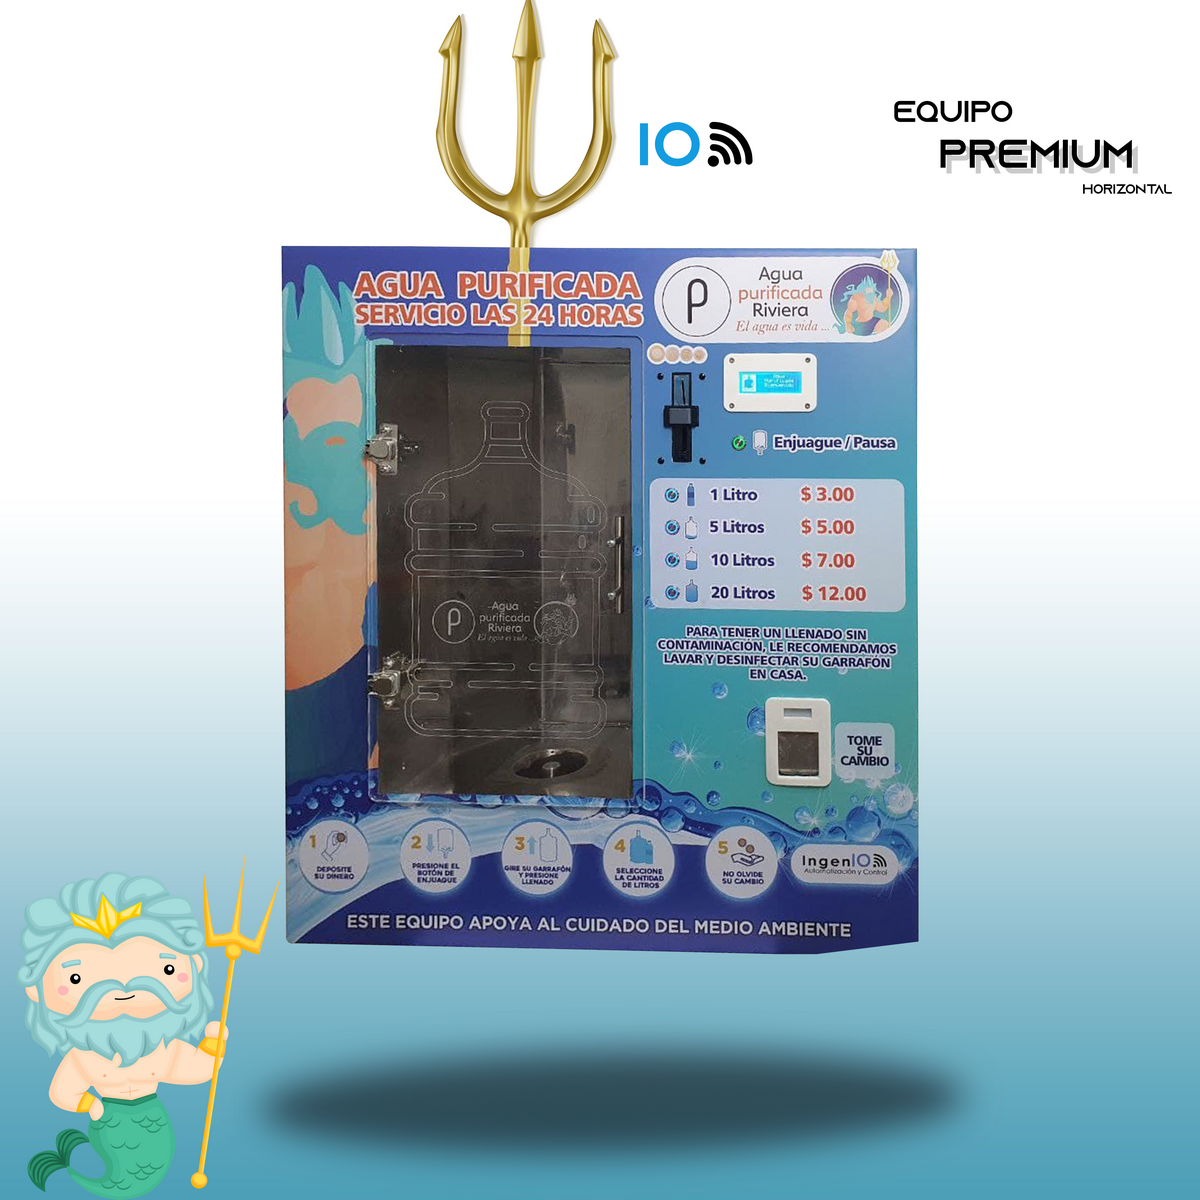 IO
EQUIPO
PREMIUM
HORIZONTAL
AGUA PURIFICADA
SERVICIO LAS 24 HORAS
P
Agua
purificada
Riviera
El agua es vida ...
Enjuague / Pausa
1 Litro $ 3.00
5 Litros $ 5.00
10 Litros $ 7.00
20 Litros $ 12.00
P
Agua
purificada
Riviera
El agua es vida ...
PARA TENER UN LLENADO SIN
CONTAMINACIÓN, LE RECOMENDAMOS
LAVAR Y DESINFECTAR SU GARRAFÓN
EN CASA.
TOME
SU
CAMBIO
1
DEPOSITE
SU DINERO
2
PRESIONE EL
BOTÓN DE
ENJUAGUE
3
GIRE SU GARRAFÓN
Y PRESIONE
LLENADO
4
SELECCIONE
LA CANTIDAD
DE LITROS
5
NO OLVIDE
SU CAMBIO
IngenIO
Automatización y Control
ESTE EQUIPO APOYA AL CUIDADO DEL MEDIO AMBIENTE